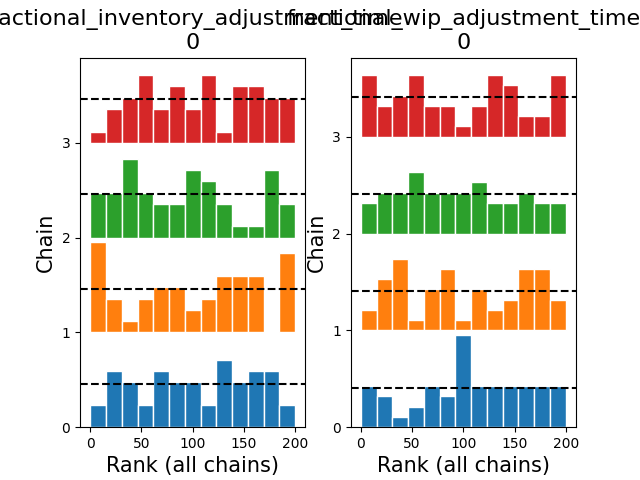 actional_inventory_adjustment_time
fractional_wip_adjustment_time
0
0
Chain
3
2
1
0
0 50 100 150 200
Rank (all chains)
Chain
3
2
1
0
0 50 100 150 200
Rank (all chains)